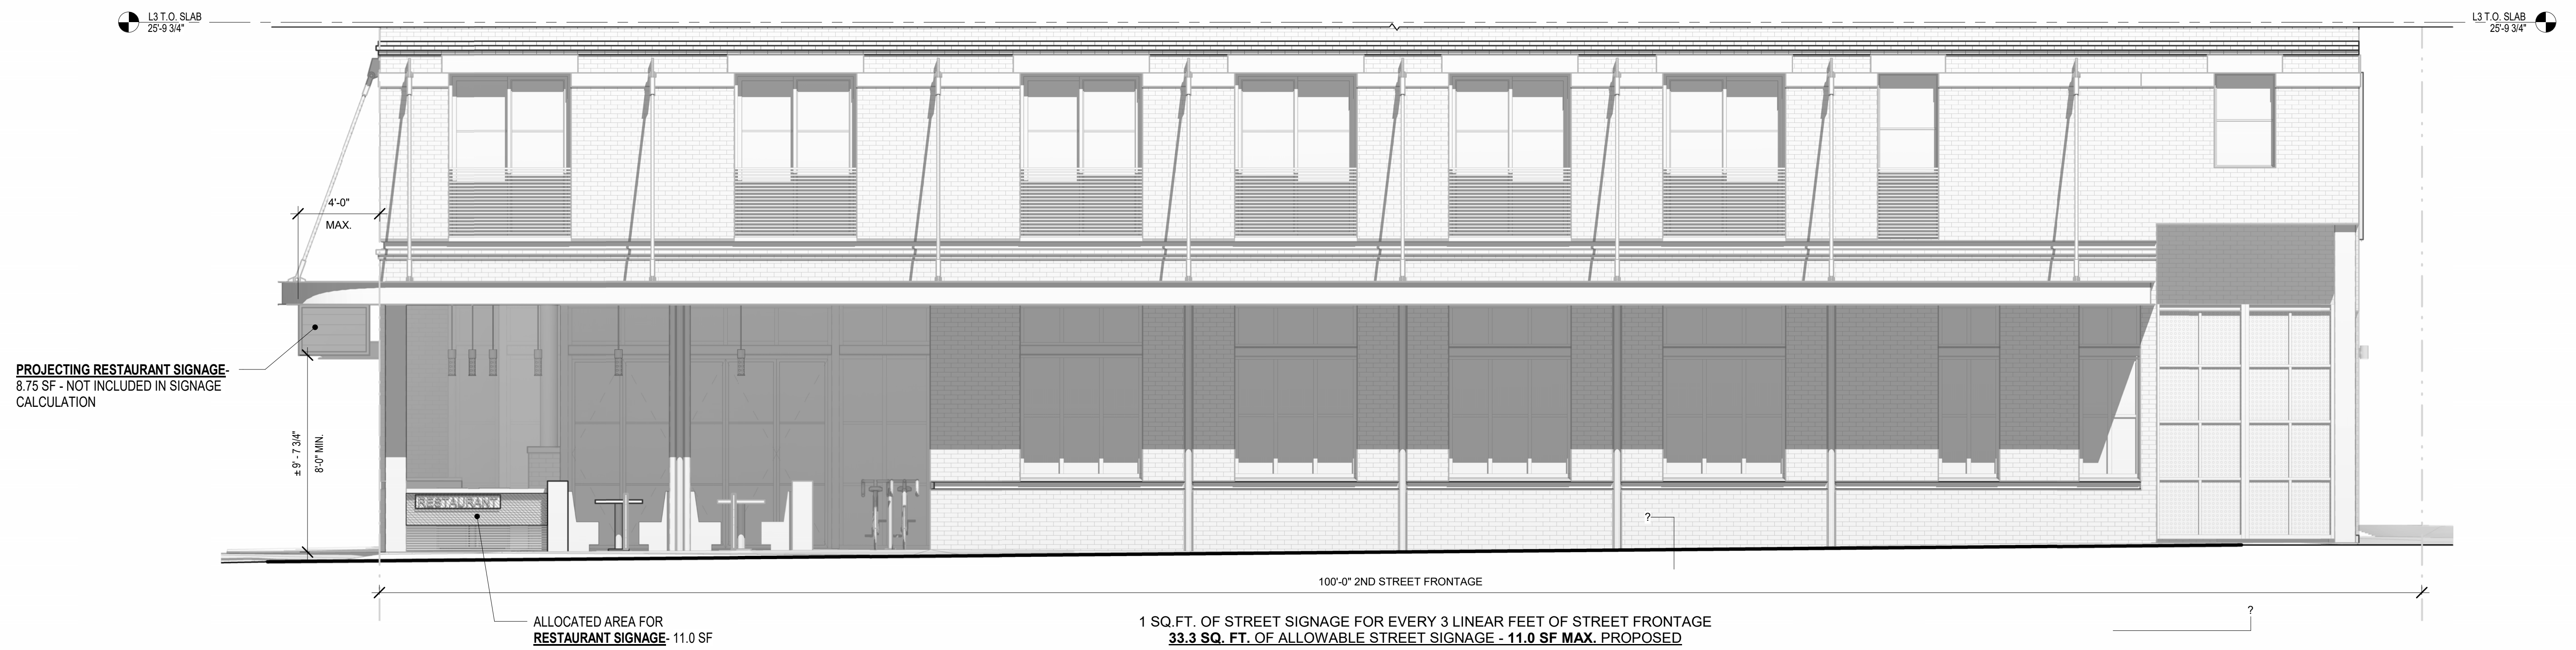 L3 T.O. SLAB
25'-9 3/4"
L3 T.O. SLAB
25'-9 3/4"
4'-0"
MAX.
PROJECTING RESTAURANT SIGNAGE-
8.75 SF - NOT INCLUDED IN SIGNAGE
CALCULATION
± 9' - 7 3/4"
8'-0" MIN.
RESTAURANT
?
100'-0" 2ND STREET FRONTAGE
?
ALLOCATED AREA FOR
RESTAURANT SIGNAGE- 11.0 SF
1 SQ.FT. OF STREET SIGNAGE FOR EVERY 3 LINEAR FEET OF STREET FRONTAGE
33.3 SQ. FT. OF ALLOWABLE STREET SIGNAGE - 11.0 SF MAX. PROPOSED